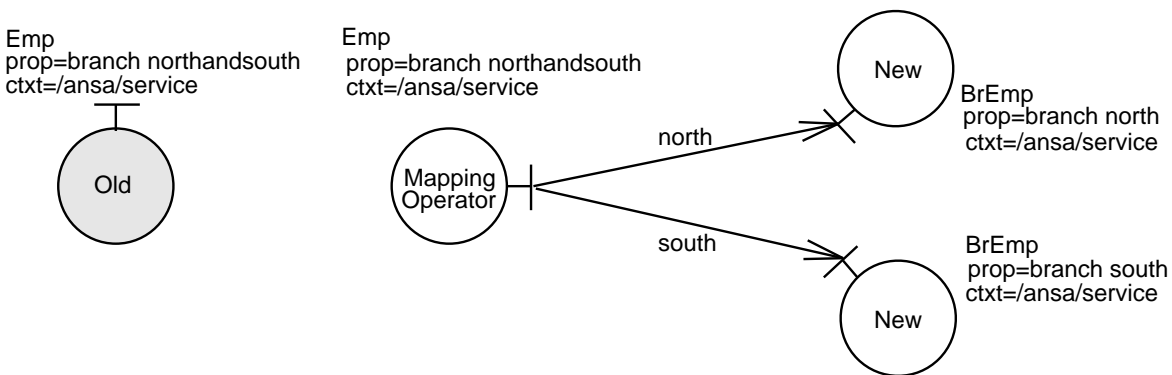 Emp
prop=branch northandsouth
ctxt=/ansa/service
Old
Emp
prop=branch northandsouth
ctxt=/ansa/service
Mapping
Operator
north
south
New
BrEmp
prop=branch north
ctxt=/ansa/service
BrEmp
prop=branch south
ctxt=/ansa/service
New